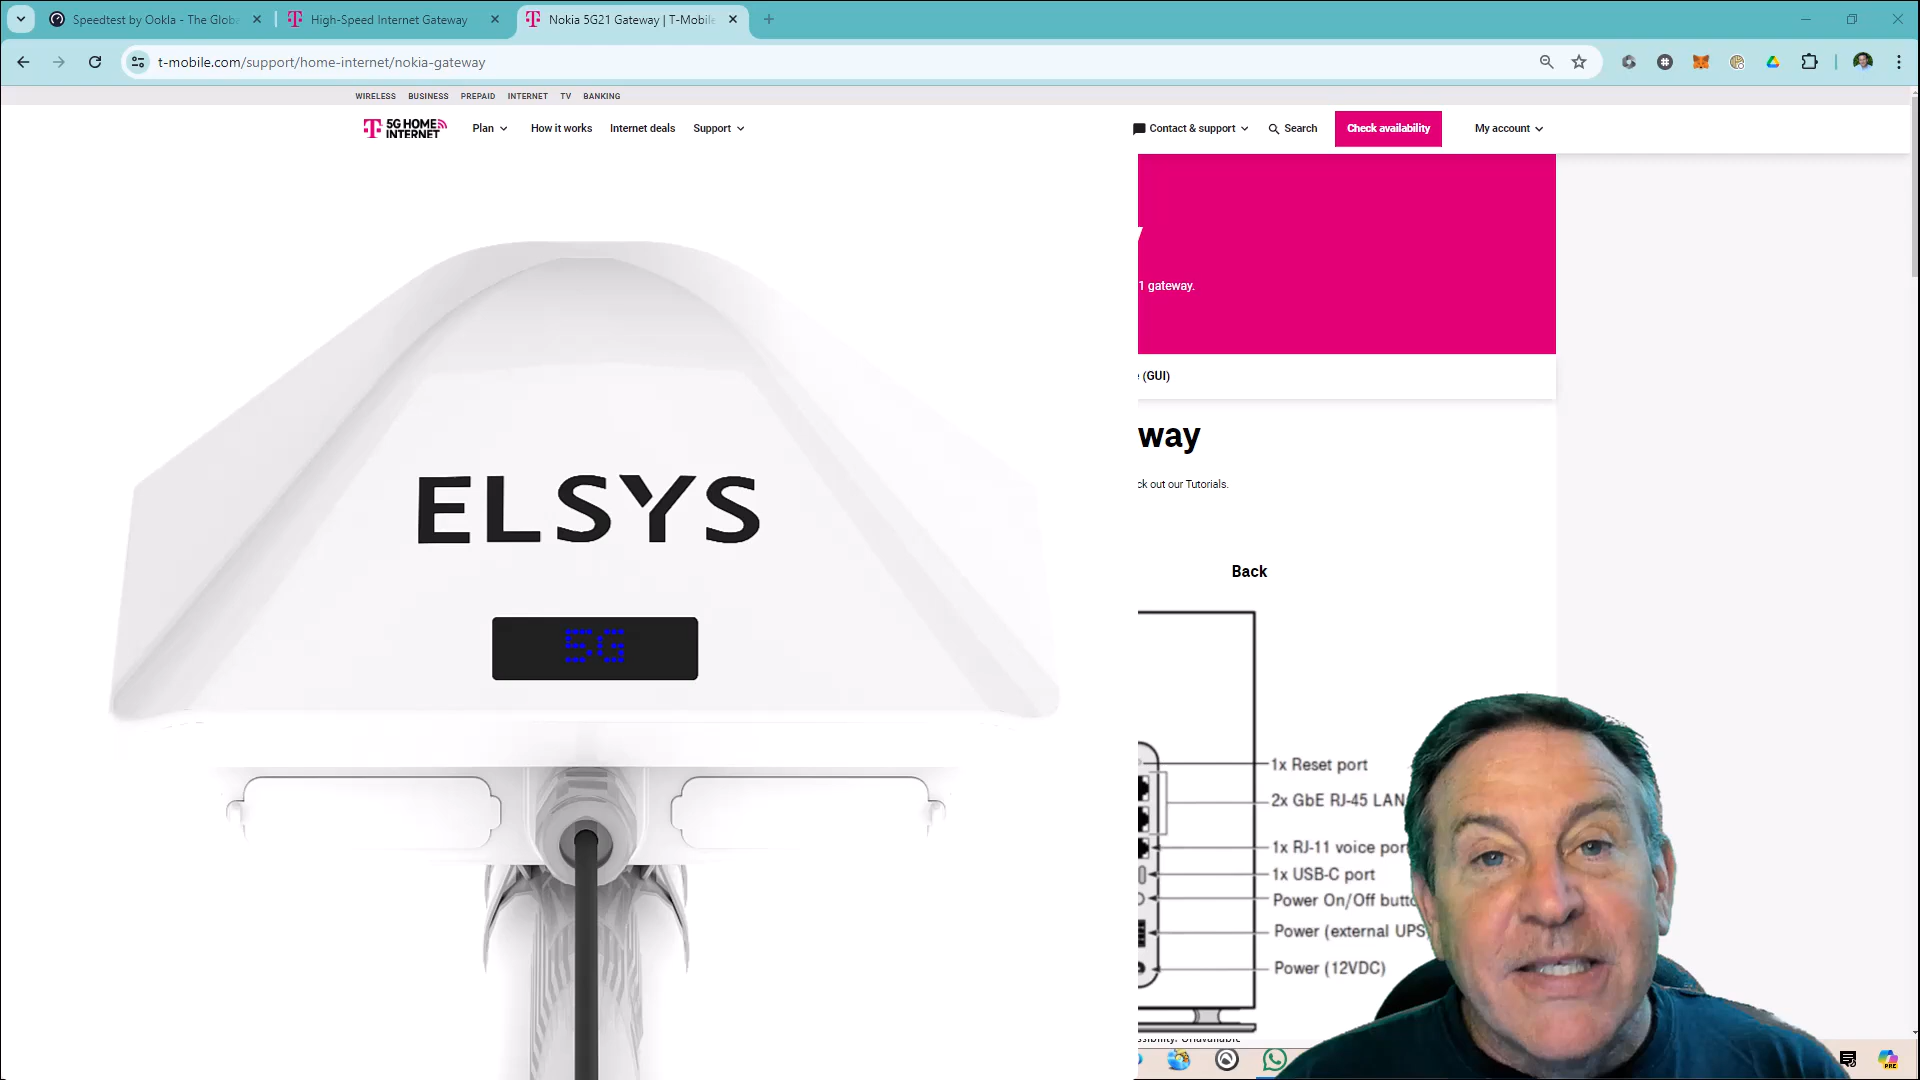 Speedtest by Ookla - The Globa
High-Speed Internet Gateway
Nokia 5G21 Gateway | T-Mobile
t-mobile.com/support/home-internet/nokia-gateway
WIRELESS BUSINESS PREPAID INTERNET TV BANKING
T 5G HOME INTERNET
Plan How it works Internet deals Support
Contact & support Search Check availability My account
1 gateway.
(GUI)
way
ck out our Tutorials.
ELSYS
Back
5G
1x Reset port
2x GbE RJ-45 LAN
1x RJ-11 voice por
1x USB-C port
Power On/Off butto
Power (external UPS
Power (12VDC)
PRE